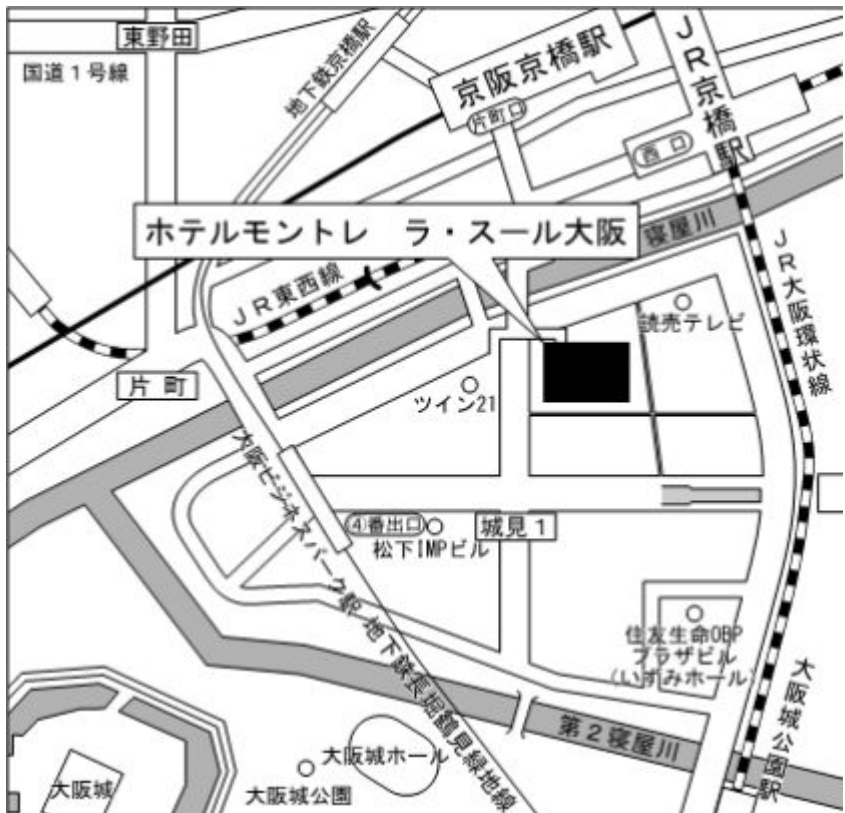 東野田
国道1号線
地下鉄京橋駅
京阪京橋駅
片町口
JR京橋駅
西口
ホテルモントレ ラ・スール大阪
寝屋川
JR東西線
読売テレビ
JR大阪環状線
片町
ツイン21
大阪ビジネスパーク駅
④番出口
城見1
松下IMPビル
地下鉄長堀鶴見緑地線
住友生命OBP
プラザビル
(いずみホール)
大阪城公園駅
第2寝屋川
大阪城ホール
大阪城公園
大阪城